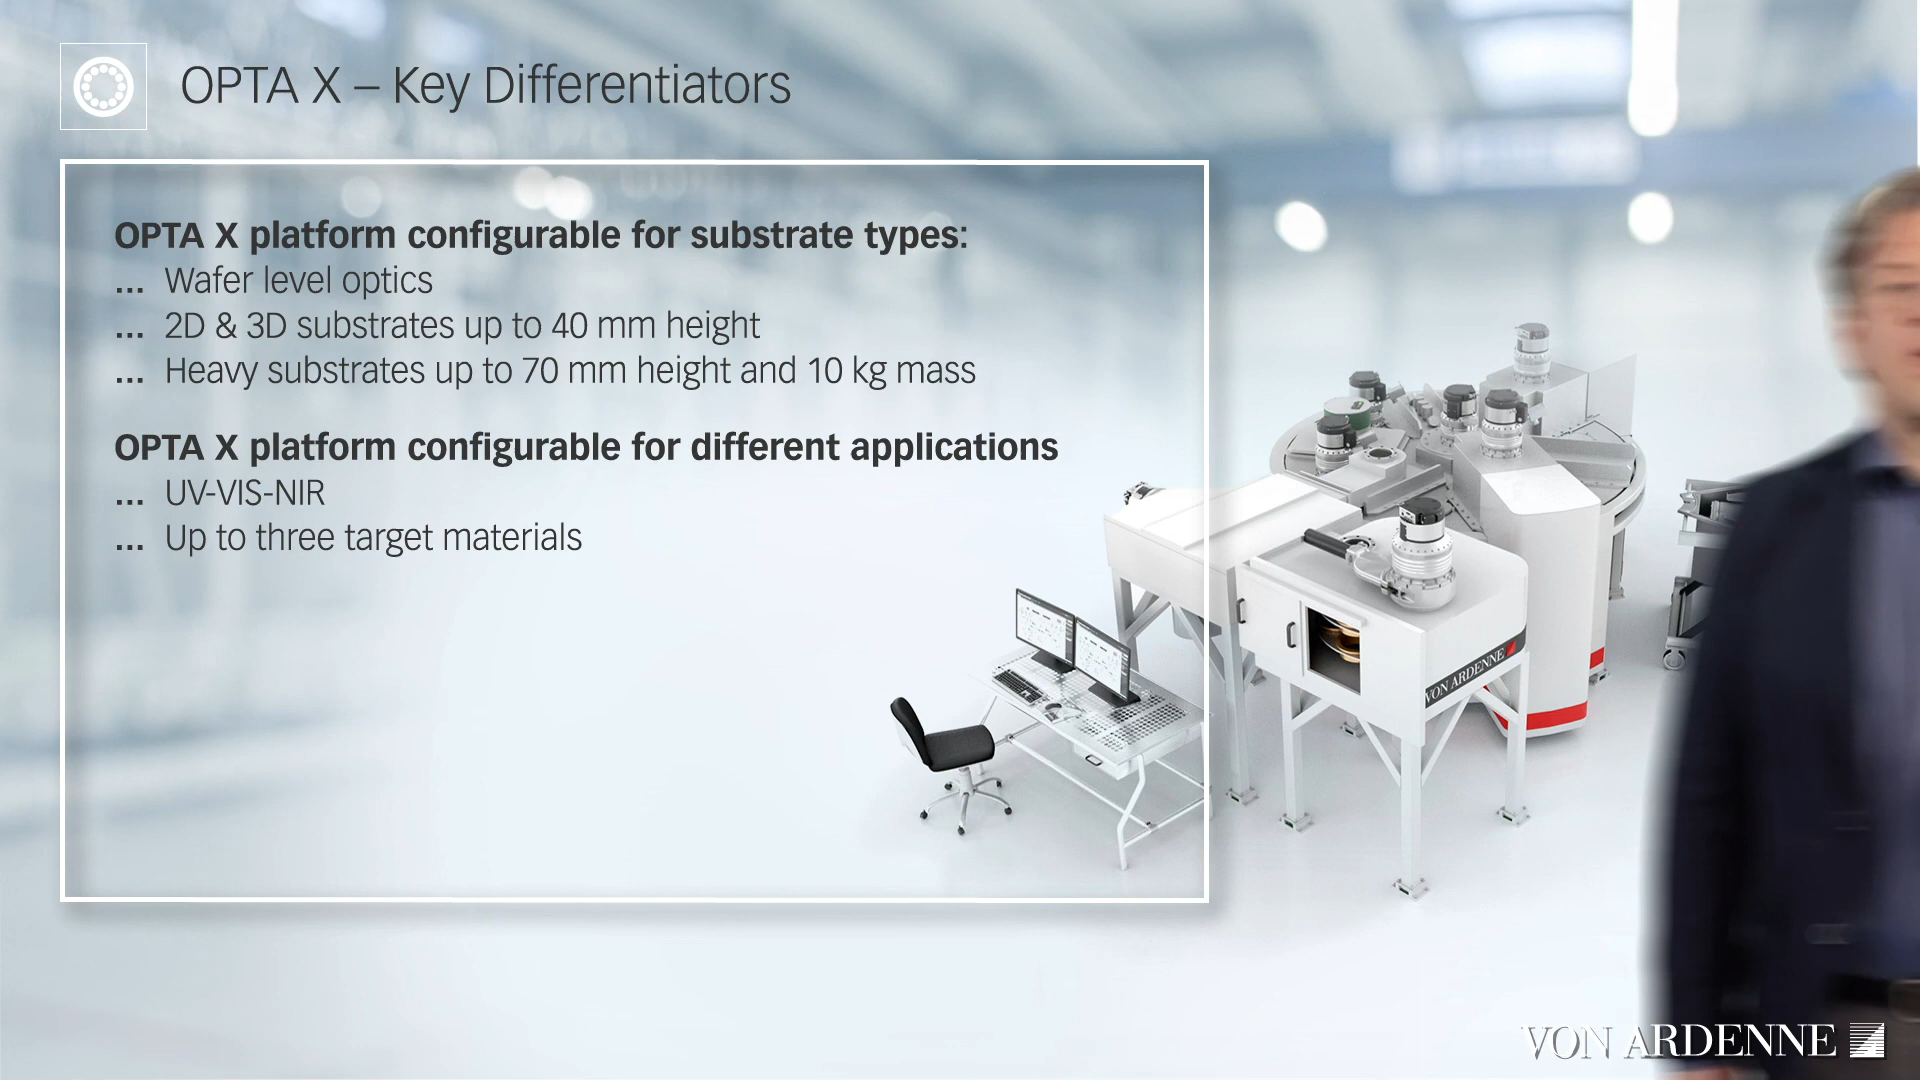 OPTA X – Key Differentiators
OPTA X platform configurable for substrate types:
... Wafer level optics
... 2D & 3D substrates up to 40 mm height
... Heavy substrates up to 70 mm height and 10 kg mass
OPTA X platform configurable for different applications
... UV-VIS-NIR
... Up to three target materials
VON ARDENNE
VON ARDENNE